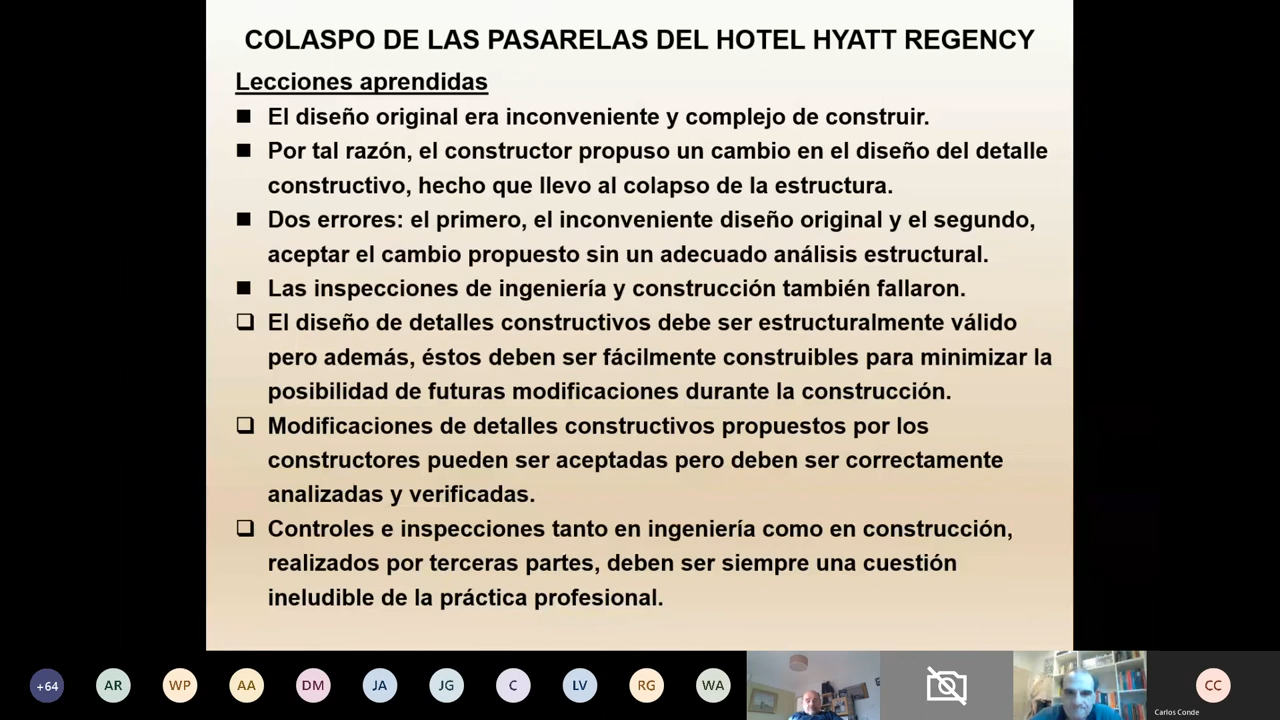 COLASPO DE LAS PASARELAS DEL HOTEL HYATT REGENCY
Lecciones aprendidas
El diseño original era inconveniente y complejo de construir.
Por tal razón, el constructor propuso un cambio en el diseño del detalle
constructivo, hecho que llevo al colapso de la estructura.
Dos errores: el primero, el inconveniente diseño original y el segundo,
aceptar el cambio propuesto sin un adecuado análisis estructural.
Las inspecciones de ingeniería y construcción también fallaron.
El diseño de detalles constructivos debe ser estructuralmente válido
pero además, éstos deben ser fácilmente construibles para minimizar la
posibilidad de futuras modificaciones durante la construcción.
Modificaciones de detalles constructivos propuestos por los
constructores pueden ser aceptadas pero deben ser correctamente
analizadas y verificadas.
Controles e inspecciones tanto en ingeniería como en construcción,
realizados por terceras partes, deben ser siempre una cuestión
ineludible de la práctica profesional.
+64 AR WP AA DM JA JG C LV RG WA CC
Carlos Conde